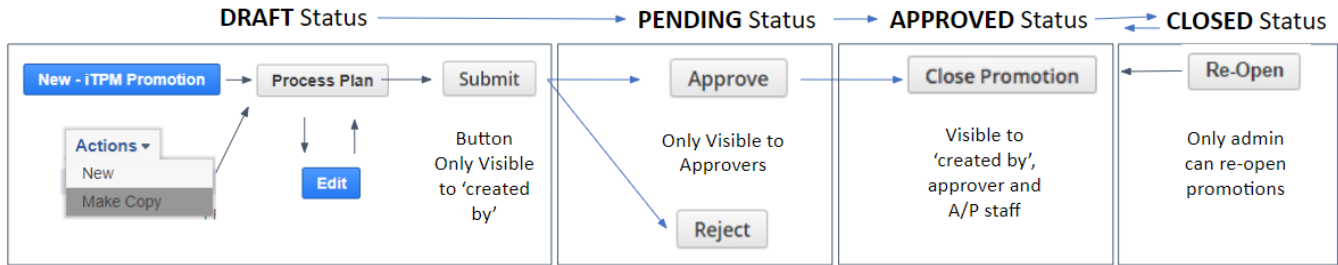 DRAFT Status
PENDING Status
APPROVED Status
CLOSED Status
New - iTPM Promotion
Process Plan
Submit
Actions
New
Make Copy
Edit
Button
Only Visible
to ‘created
by’
Approve
Only Visible to
Approvers
Reject
Close Promotion
Visible to
‘created by’,
approver and
A/P staff
Re-Open
Only admin
can re-open
promotions